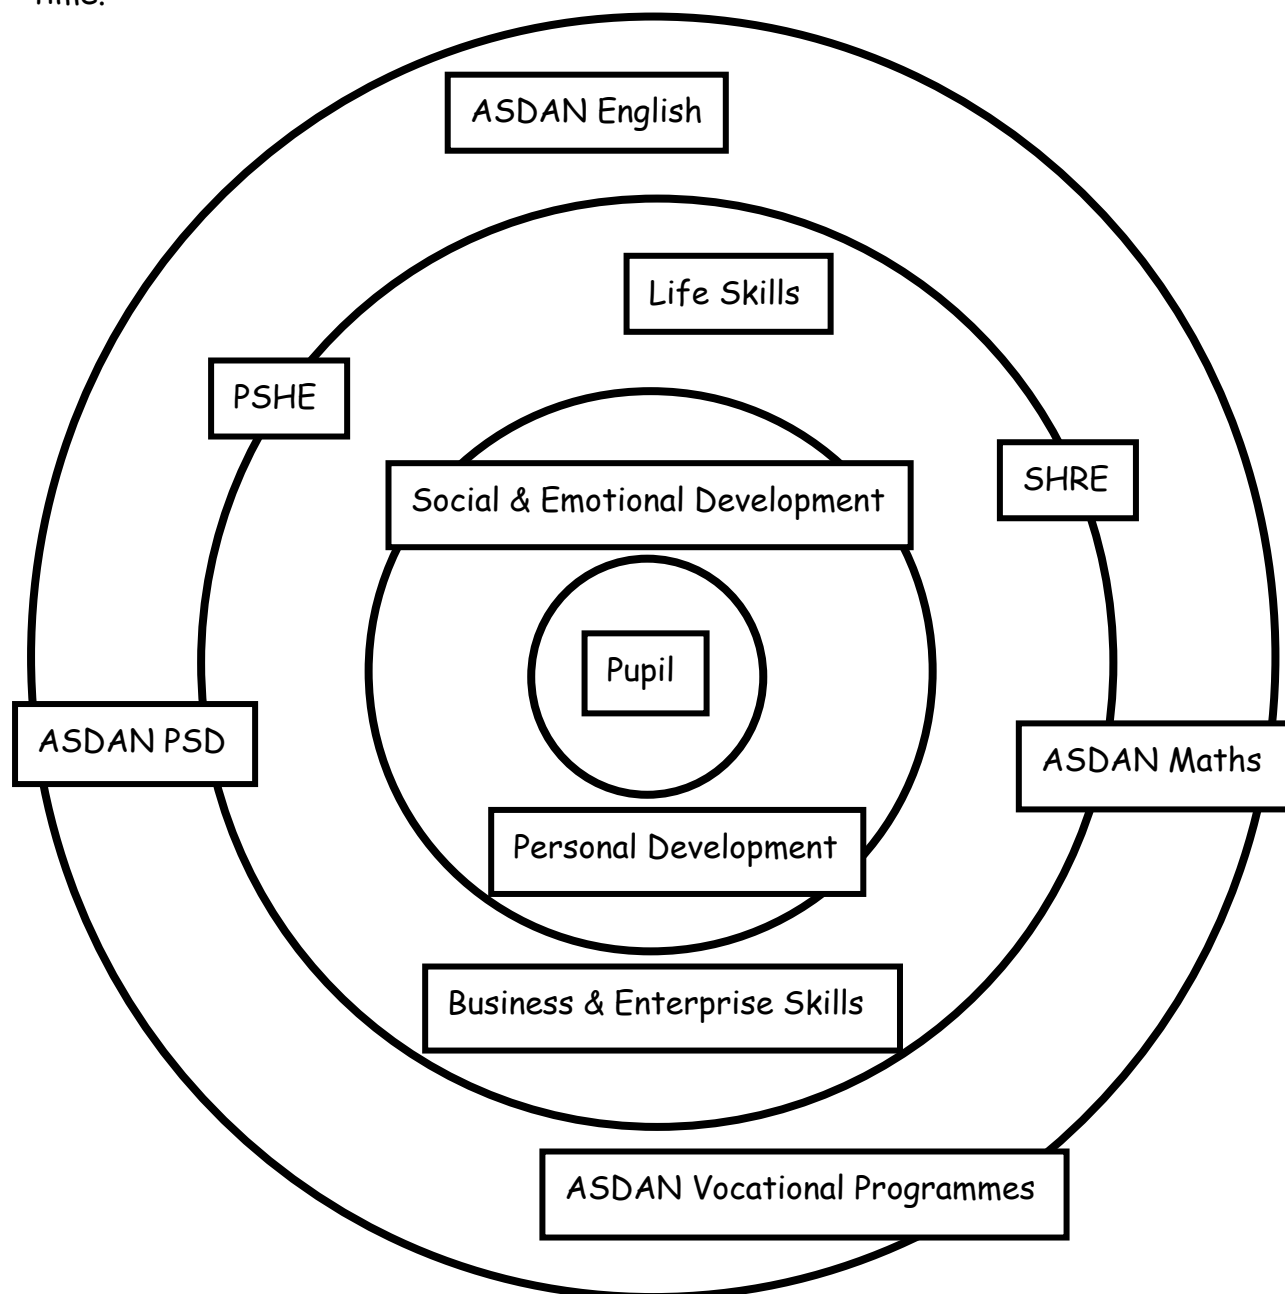 Time.
ASDAN English
Life Skills
PSHE
SHRE
Social & Emotional Development
Pupil
ASDAN PSD
ASDAN Maths
Personal Development
Business & Enterprise Skills
ASDAN Vocational Programmes